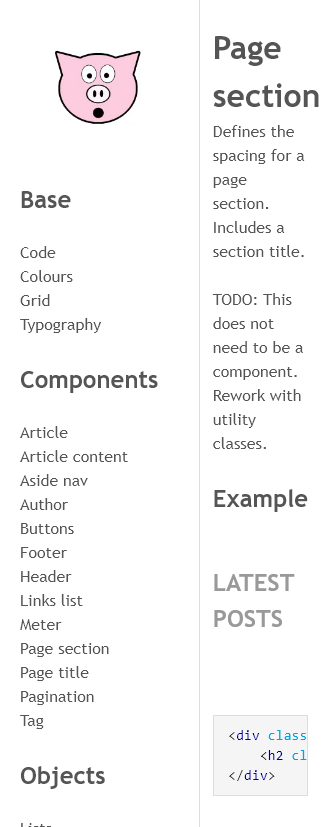 Base
Code
Colours
Grid
Typography
Components
Article
Article content
Aside nav
Author
Buttons
Footer
Header
Links list
Meter
Page section
Page title
Pagination
Tag
Objects
Page
section
Defines the
spacing for a
page
section.
Includes a
section title.
TODO: This
does not
need to be a
component.
Rework with
utility
classes.
Example
LATEST
POSTS
<div class
<h2 cl
</div>